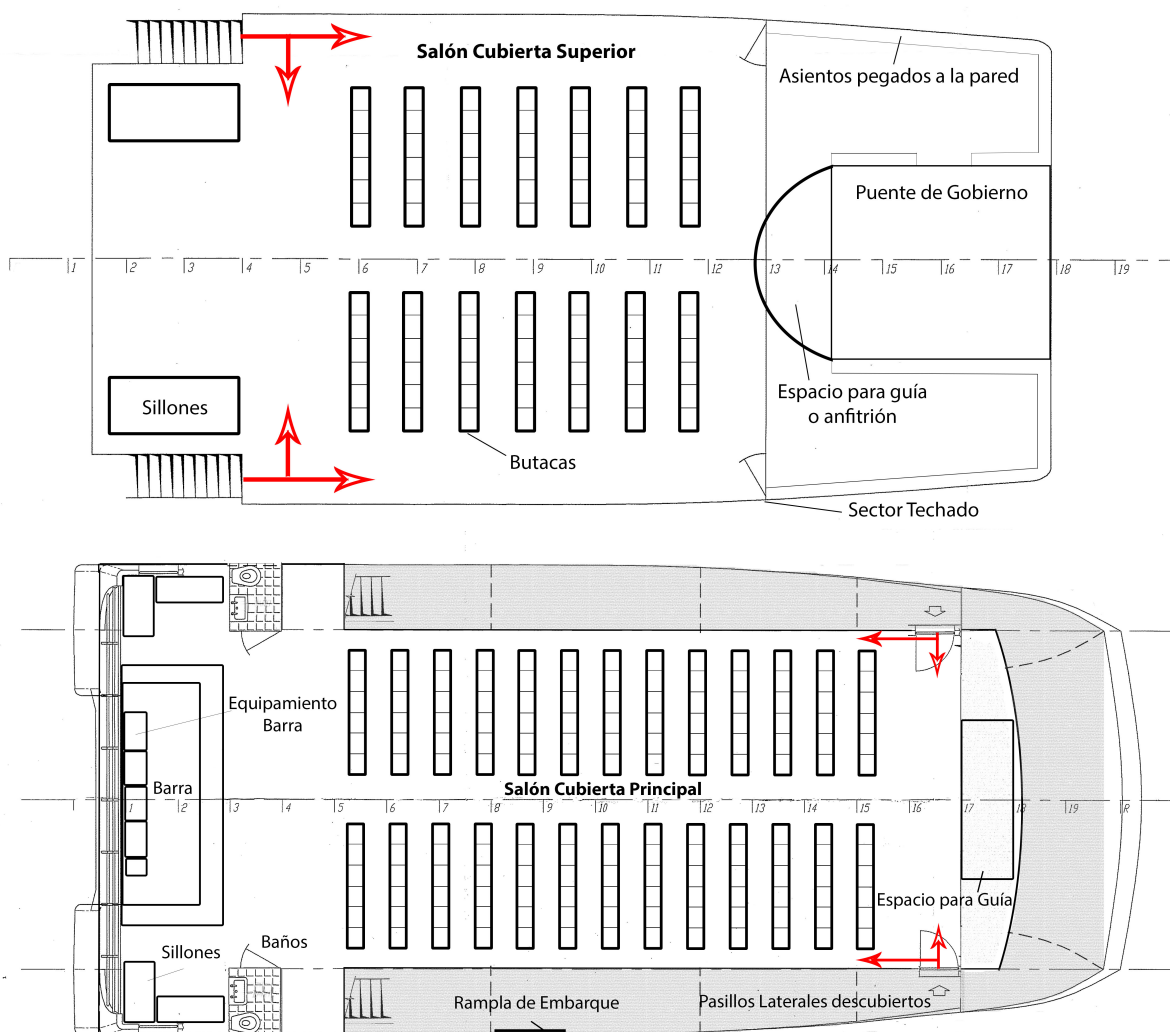 Salón Cubierta Superior
Asientos pegados a la pared
Puente de Gobierno
1 2 3 4 5 6 7 8 9 10 11 12 13 14 15 16 17 18 19
Sillones
Espacio para guía
o anfitrión
Butacas
Sector Techado
Equipamiento
Barra
Barra
Salón Cubierta Principal
1 2 3 4 5 6 7 8 9 10 11 12 13 14 15 16 17 18 19 R
Espacio para Guía
Baños
Sillones
Rampla de Embarque
Pasillos Laterales descubiertos